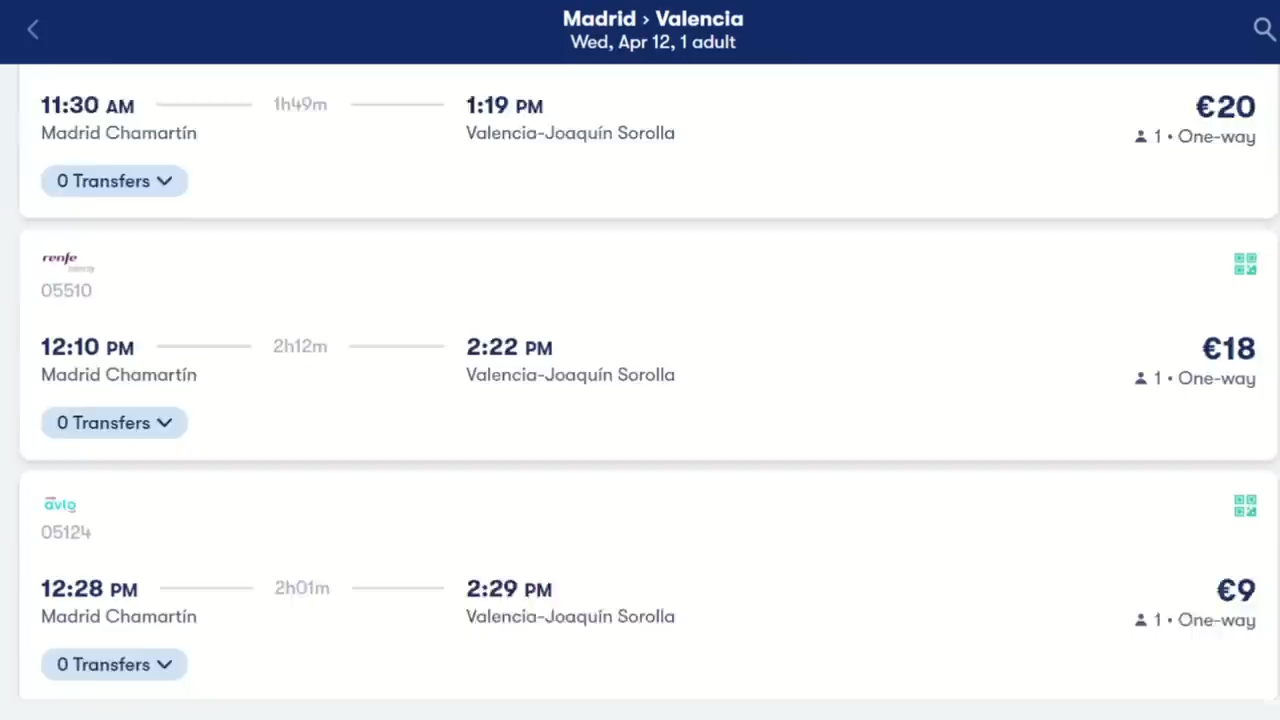 Madrid › Valencia
Wed, Apr 12, 1 adult
11:30 AM 1h49m 1:19 PM €20
Madrid Chamartín Valencia-Joaquín Sorolla 1 • One-way
0 Transfers
renfe
05510
12:10 PM 2h12m 2:22 PM €18
Madrid Chamartín Valencia-Joaquín Sorolla 1 • One-way
0 Transfers
avlo
05124
12:28 PM 2h01m 2:29 PM €9
Madrid Chamartín Valencia-Joaquín Sorolla 1 • One-way
0 Transfers